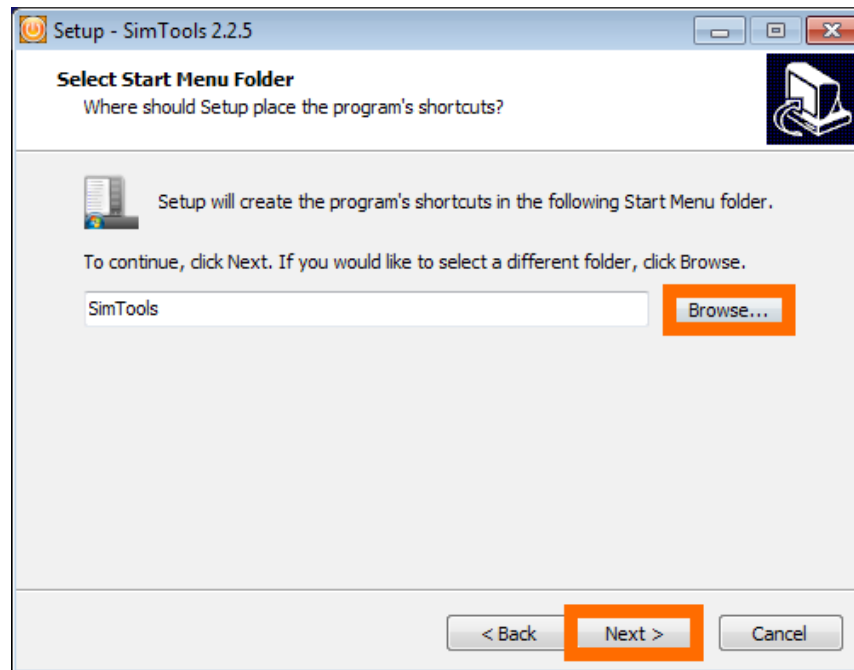 Setup - SimTools 2.2.5
Select Start Menu Folder
Where should Setup place the program's shortcuts?
Setup will create the program's shortcuts in the following Start Menu folder.
To continue, click Next. If you would like to select a different folder, click Browse.
SimTools
Browse...
< Back
Next >
Cancel